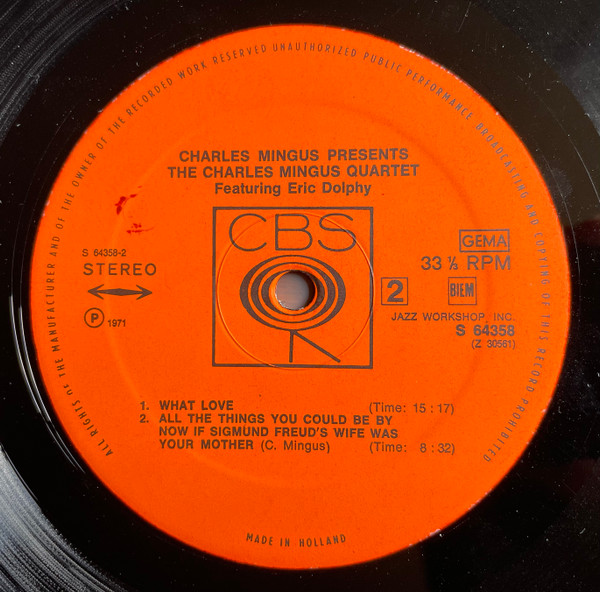 ALL RIGHTS OF THE MANUFACTURER AND OF THE OWNER OF THE RECORDED WORK RESERVED UNAUTHORIZED PUBLIC PERFORMANCE BROADCASTING AND COPYING OF THIS RECORD PROHIBITED
CHARLES MINGUS PRESENTS
THE CHARLES MINGUS QUARTET
Featuring Eric Dolphy
CBS
S 64358-2
STEREO
P 1971
GEMA
33 ⅓ RPM
2 BIEM
JAZZ WORKSHOP, INC.
S 64358
(Z 30561)
1. WHAT LOVE (Time: 15:17)
2. ALL THE THINGS YOU COULD BE BY
NOW IF SIGMUND FREUD'S WIFE WAS
YOUR MOTHER (C. Mingus) (Time: 8:32)
MADE IN HOLLAND